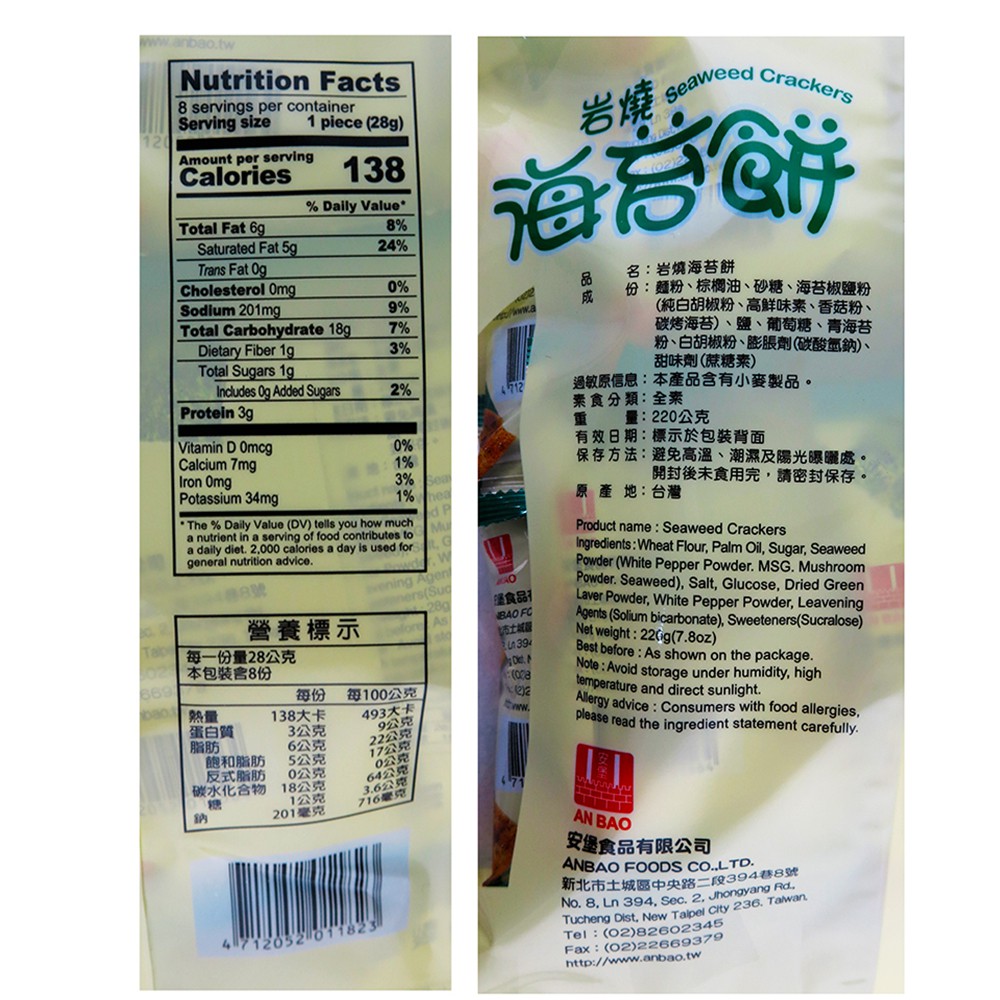 www.anbao.tw
Nutrition Facts
8 servings per container
Serving size 1 piece (28g)
Amount per serving
Calories 138
% Daily Value*
Total Fat 6g 8%
Saturated Fat 5g 24%
Trans Fat 0g
Cholesterol 0mg 0%
Sodium 201mg 9%
Total Carbohydrate 18g 7%
Dietary Fiber 1g 3%
Total Sugars 1g
Includes 0g Added Sugars 2%
Protein 3g
Vitamin D 0mcg 0%
Calcium 7mg 1%
Iron 0mg 3%
Potassium 34mg 1%
* The % Daily Value (DV) tells you how much
a nutrient in a serving of food contributes to
a daily diet. 2,000 calories a day is used for
general nutrition advice.
營養標示
每一份量28公克
本包裝含8份
每份 每100公克
熱量 138大卡 493大卡
蛋白質 3公克 9公克
脂肪 6公克 22公克
飽和脂肪 5公克 17公克
反式脂肪 0公克 0公克
碳水化合物 18公克 64公克
糖 1公克 3.6公克
鈉 201毫克 716毫克
4 712052 011823
岩燒 Seaweed Crackers
海苔餅
品名：岩燒海苔餅
成份：麵粉、棕櫚油、砂糖、海苔椒鹽粉
(純白胡椒粉、高鮮味素、香菇粉、
碳烤海苔)、鹽、葡萄糖、青海苔
粉、白胡椒粉、膨脹劑(碳酸氫鈉)、
甜味劑(蔗糖素)
過敏原信息：本產品含有小麥製品。
素食分類：全素
重量：220公克
有效日期：標示於包裝背面
保存方法：避免高溫、潮濕及陽光曝曬處。
開封後未食用完，請密封保存。
原產地：台灣
Product name : Seaweed Crackers
Ingredients : Wheat Flour, Palm Oil, Sugar, Seaweed
Powder (White Pepper Powder. MSG. Mushroom
Powder. Seaweed), Salt, Glucose, Dried Green
Laver Powder, White Pepper Powder, Leavening
Agents (Solium bicarbonate), Sweeteners(Sucralose)
Net weight : 220g(7.8oz)
Best before : As shown on the package.
Note : Avoid storage under humidity, high
temperature and direct sunlight.
Allergy advice : Consumers with food allergies,
please read the ingredient statement carefully.
AN BAO
安堡食品有限公司
ANBAO FOODS CO.,LTD.
新北市土城區中央路二段394巷8號
No. 8, Ln 394, Sec. 2, Jhongyang Rd.,
Tucheng Dist, New Taipei City 236. Taiwan.
Tel : (02)82602345
Fax : (02)22669379
http://www.anbao.tw